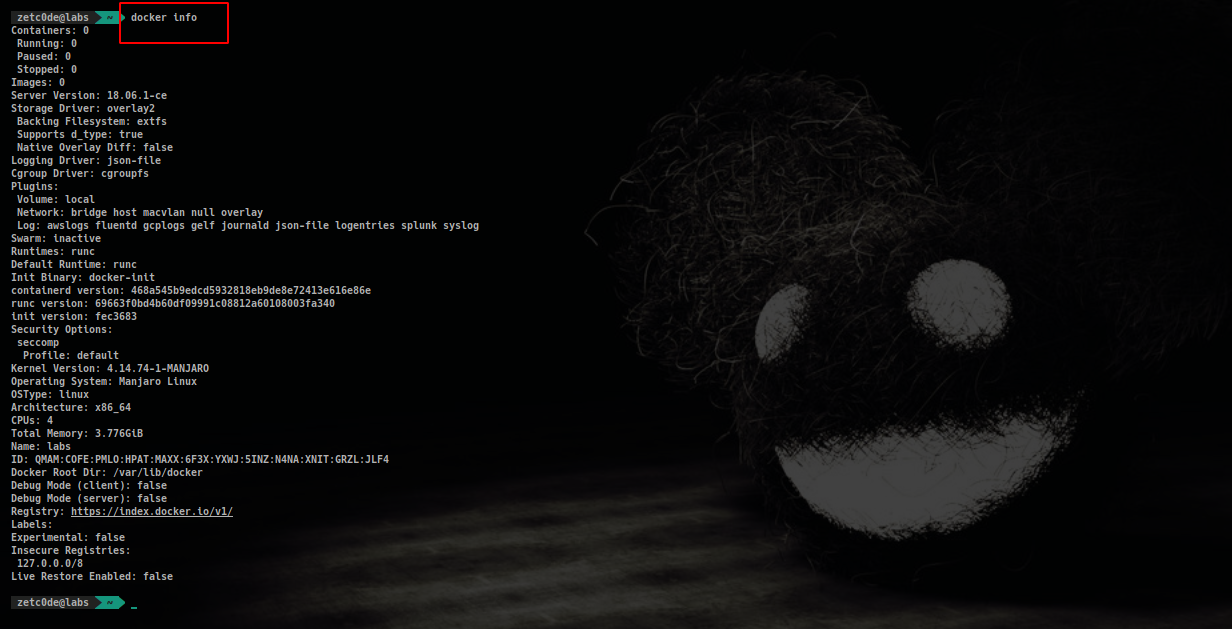 zetc0de@labs ~ docker info
Containers: 0
Running: 0
Paused: 0
Stopped: 0
Images: 0
Server Version: 18.06.1-ce
Storage Driver: overlay2
Backing Filesystem: extfs
Supports d_type: true
Native Overlay Diff: false
Logging Driver: json-file
Cgroup Driver: cgroupfs
Plugins:
Volume: local
Network: bridge host macvlan null overlay
Log: awslogs fluentd gcplogs gelf journald json-file logentries splunk syslog
Swarm: inactive
Runtimes: runc
Default Runtime: runc
Init Binary: docker-init
containerd version: 468a545b9edcd5932818eb9de8e72413e616e86e
runc version: 69663f0bd4b60df09991c08812a60108003fa340
init version: fec3683
Security Options:
seccomp
Profile: default
Kernel Version: 4.14.74-1-MANJARO
Operating System: Manjaro Linux
OSType: linux
Architecture: x86_64
CPUs: 4
Total Memory: 3.776GiB
Name: labs
ID: QMAM:COFE:PMLO:HPAT:MAXX:6F3X:YXWJ:5INZ:N4NA:XNIT:GRZL:JLF4
Docker Root Dir: /var/lib/docker
Debug Mode (client): false
Debug Mode (server): false
Registry: https://index.docker.io/v1/
Labels:
Experimental: false
Insecure Registries:
127.0.0.0/8
Live Restore Enabled: false
zetc0de@labs ~ _